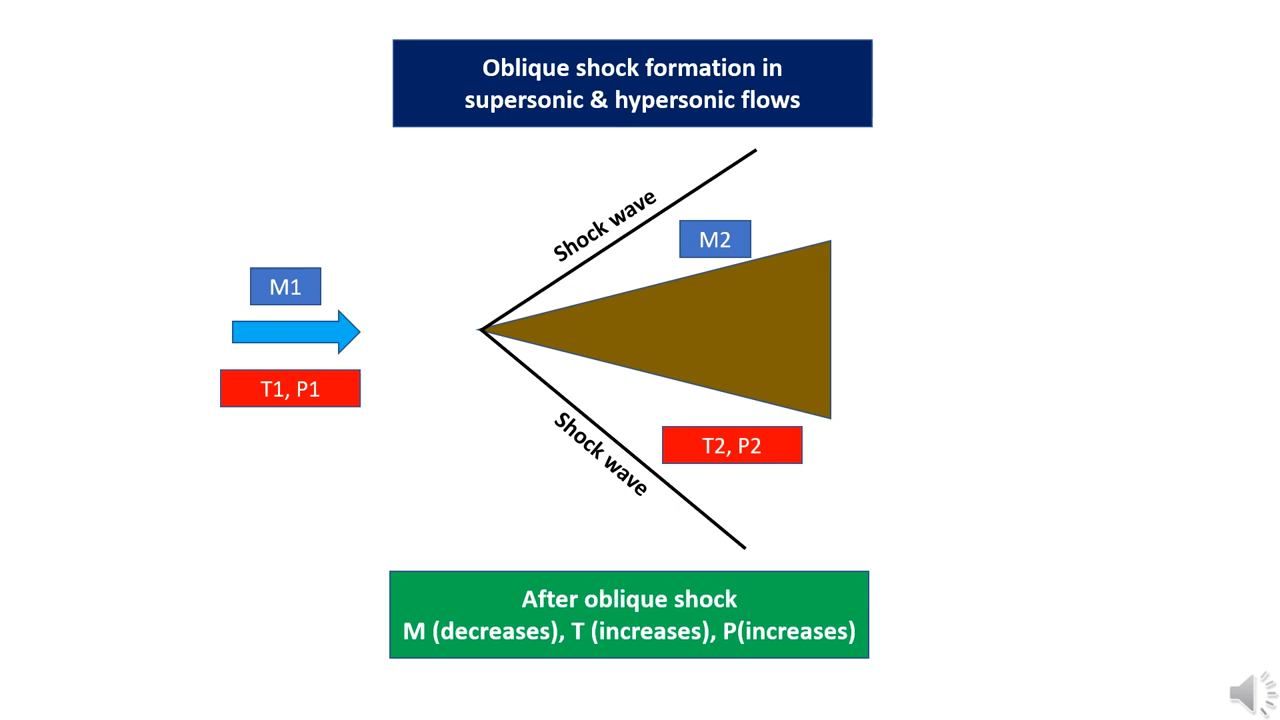 Oblique shock formation in
supersonic & hypersonic flows
Shock wave
M2
M1
T1, P1
Shock wave
T2, P2
After oblique shock
M (decreases), T (increases), P(increases)